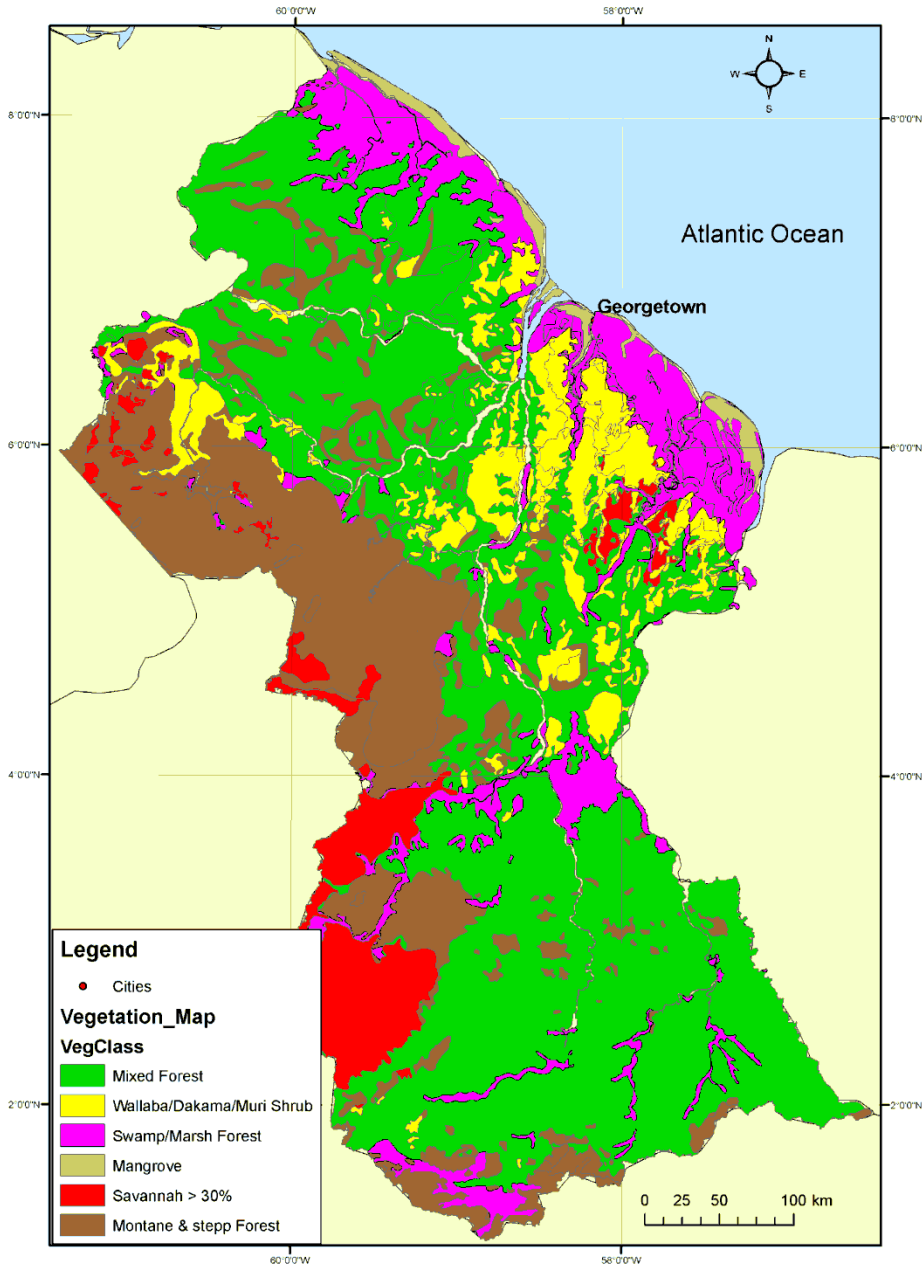 60°0'0"W
58°0'0"W
N
W
E
S
8°0'0"N
8°0'0"N
Atlantic Ocean
Georgetown
6°0'0"N
6°0'0"N
4°0'0"N
4°0'0"N
Legend
Cities
Vegetation_Map
VegClass
Mixed Forest
Wallaba/Dakama/Muri Shrub
Swamp/Marsh Forest
Mangrove
Savannah > 30%
Montane & stepp Forest
2°0'0"N
2°0'0"N
0 25 50 100 km
60°0'0"W
58°0'0"W